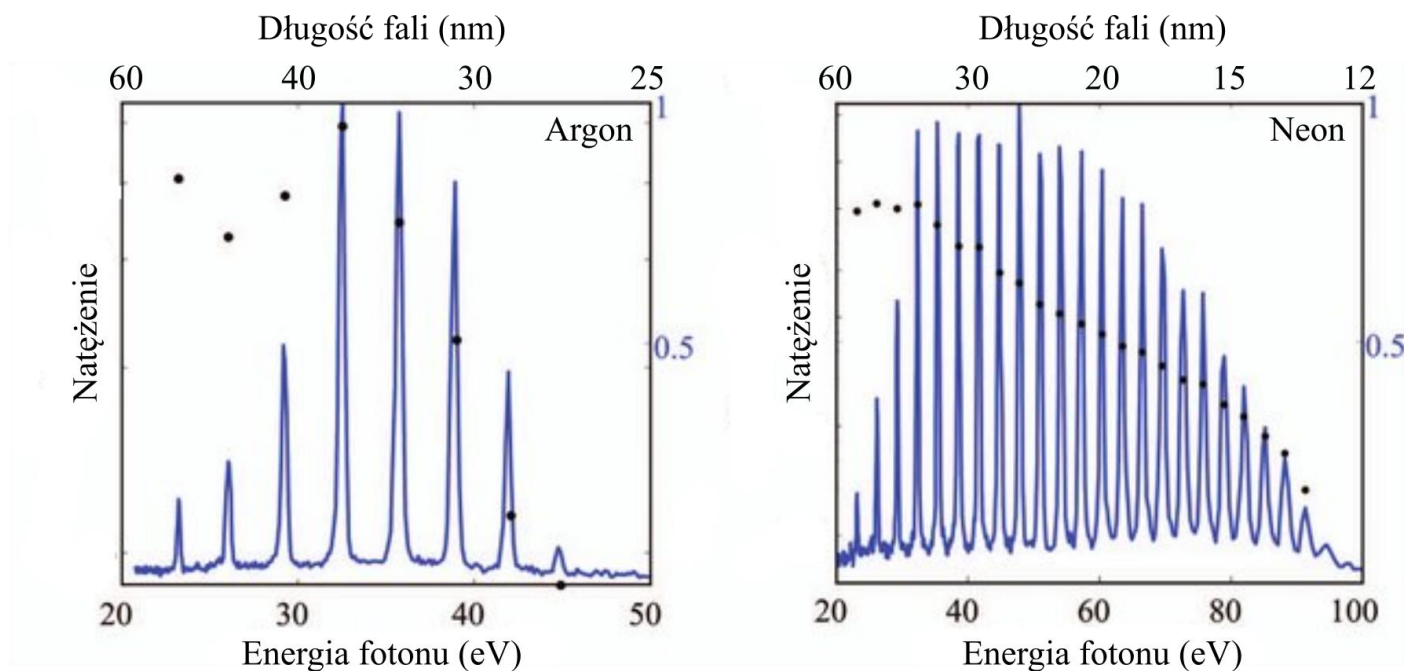 Długość fali (nm)
60 40 30 25
Argon
1
0.5
Natężenie
20 30 40 50
Energia fotonu (eV)
Długość fali (nm)
60 30 20 15 12
Neon
1
0.5
Natężenie
20 40 60 80 100
Energia fotonu (eV)